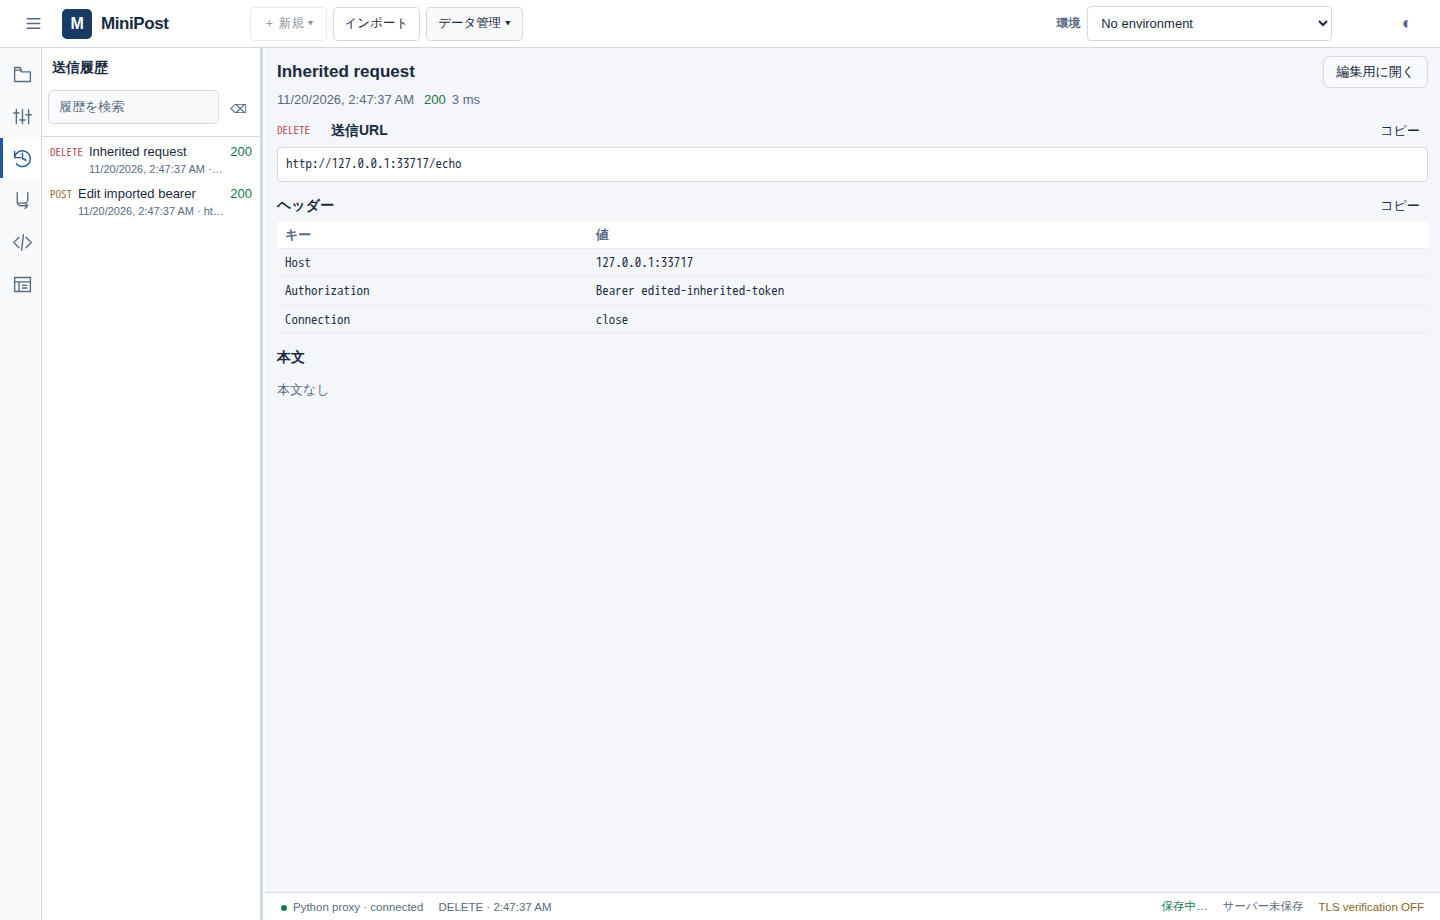 M MiniPost
＋ 新規 ▾
インポート
データ管理 ▾
環境
No environment
送信履歴
履歴を検索
DELETE Inherited request 200
11/20/2026, 2:47:37 AM ·…
POST Edit imported bearer 200
11/20/2026, 2:47:37 AM · ht…
Inherited request
編集用に開く
11/20/2026, 2:47:37 AM 200 3 ms
DELETE 送信URL コピー
http://127.0.0.1:33717/echo
ヘッダー コピー
キー 値
Host 127.0.0.1:33717
Authorization Bearer edited-inherited-token
Connection close
本文
本文なし
Python proxy · connected DELETE · 2:47:37 AM 保存中… サーバー未保存 TLS verification OFF